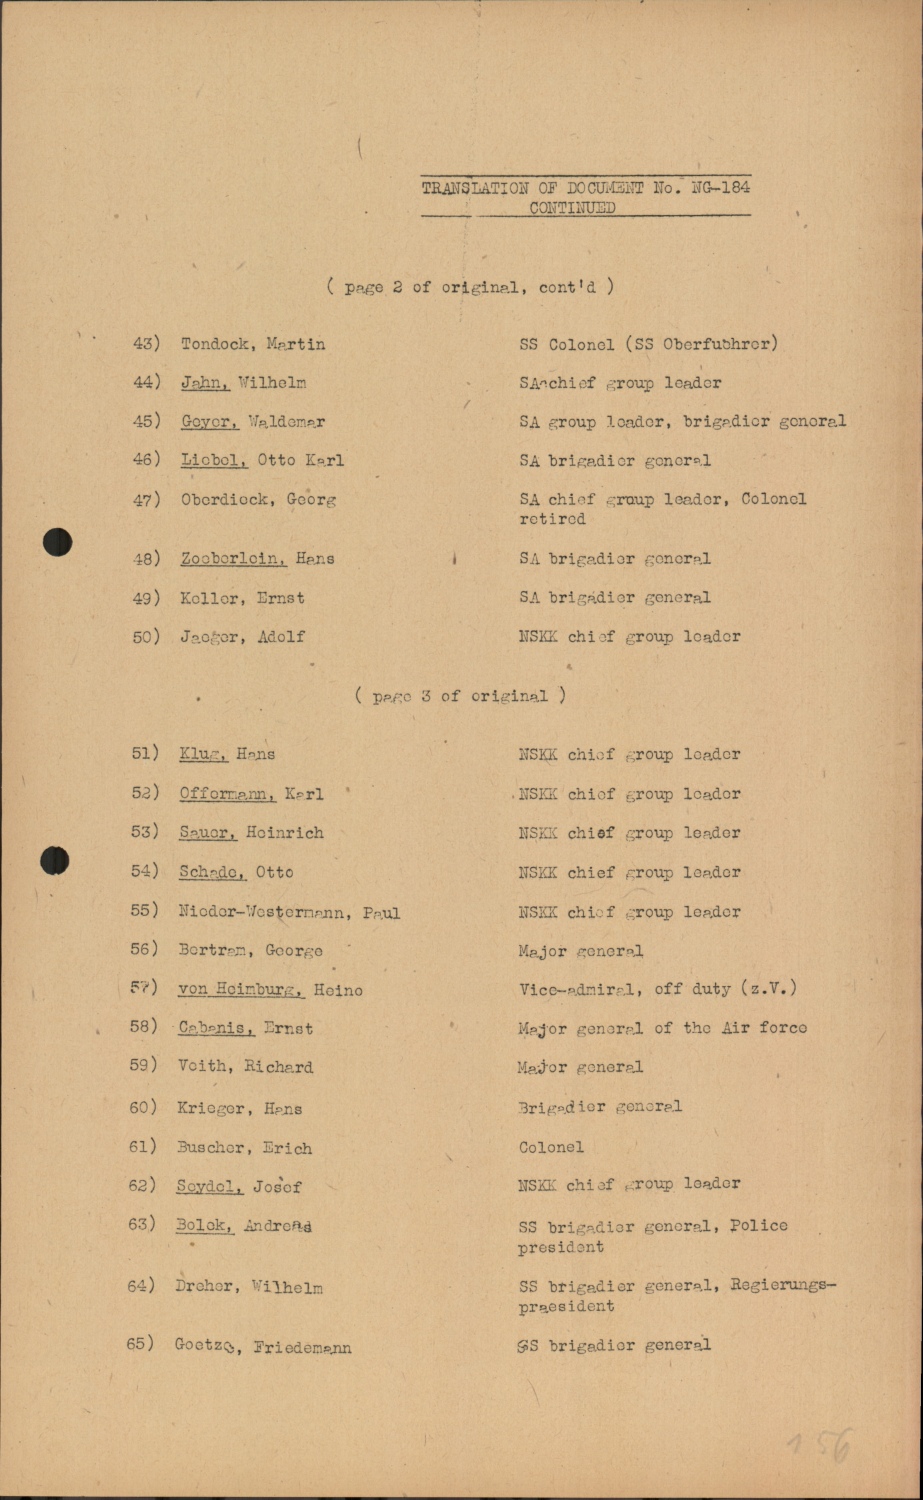 TRANSLATION OF DOCUMENT No. NG-184
CONTINUED
( page 2 of original, cont'd )
43) Tondock, Martin SS Colonel (SS Oberfuehrer)
44) Jahn, Wilhelm SA chief group leader
45) Geyer, Waldemar SA group leader, brigadier general
46) Liebel, Otto Karl SA brigadier general
47) Oberdieck, Georg SA chief group leader, Colonel
retired
48) Zoeberlein, Hans SA brigadier general
49) Keller, Ernst SA brigadier general
50) Jaeger, Adolf NSKK chief group leader
( page 3 of original )
51) Klug, Hans NSKK chief group leader
52) Offermann, Karl NSKK chief group leader
53) Sauer, Heinrich NSKK chief group leader
54) Schade, Otto NSKK chief group leader
55) Nieder-Westermann, Paul NSKK chief group leader
56) Bertram, George Major general
57) von Heimburg, Heino Vice-admiral, off duty (z.V.)
58) Cabanis, Ernst Major general of the Air force
59) Veith, Richard Major general
60) Krieger, Hans Brigadier general
61) Buscher, Erich Colonel
62) Seydel, Josef NSKK chief group leader
63) Bolek, Andreas SS brigadier general, Police
president
64) Dreher, Wilhelm SS brigadier general, Regierungs-
praesident
65) Goetze, Friedemann SS brigadier general
156